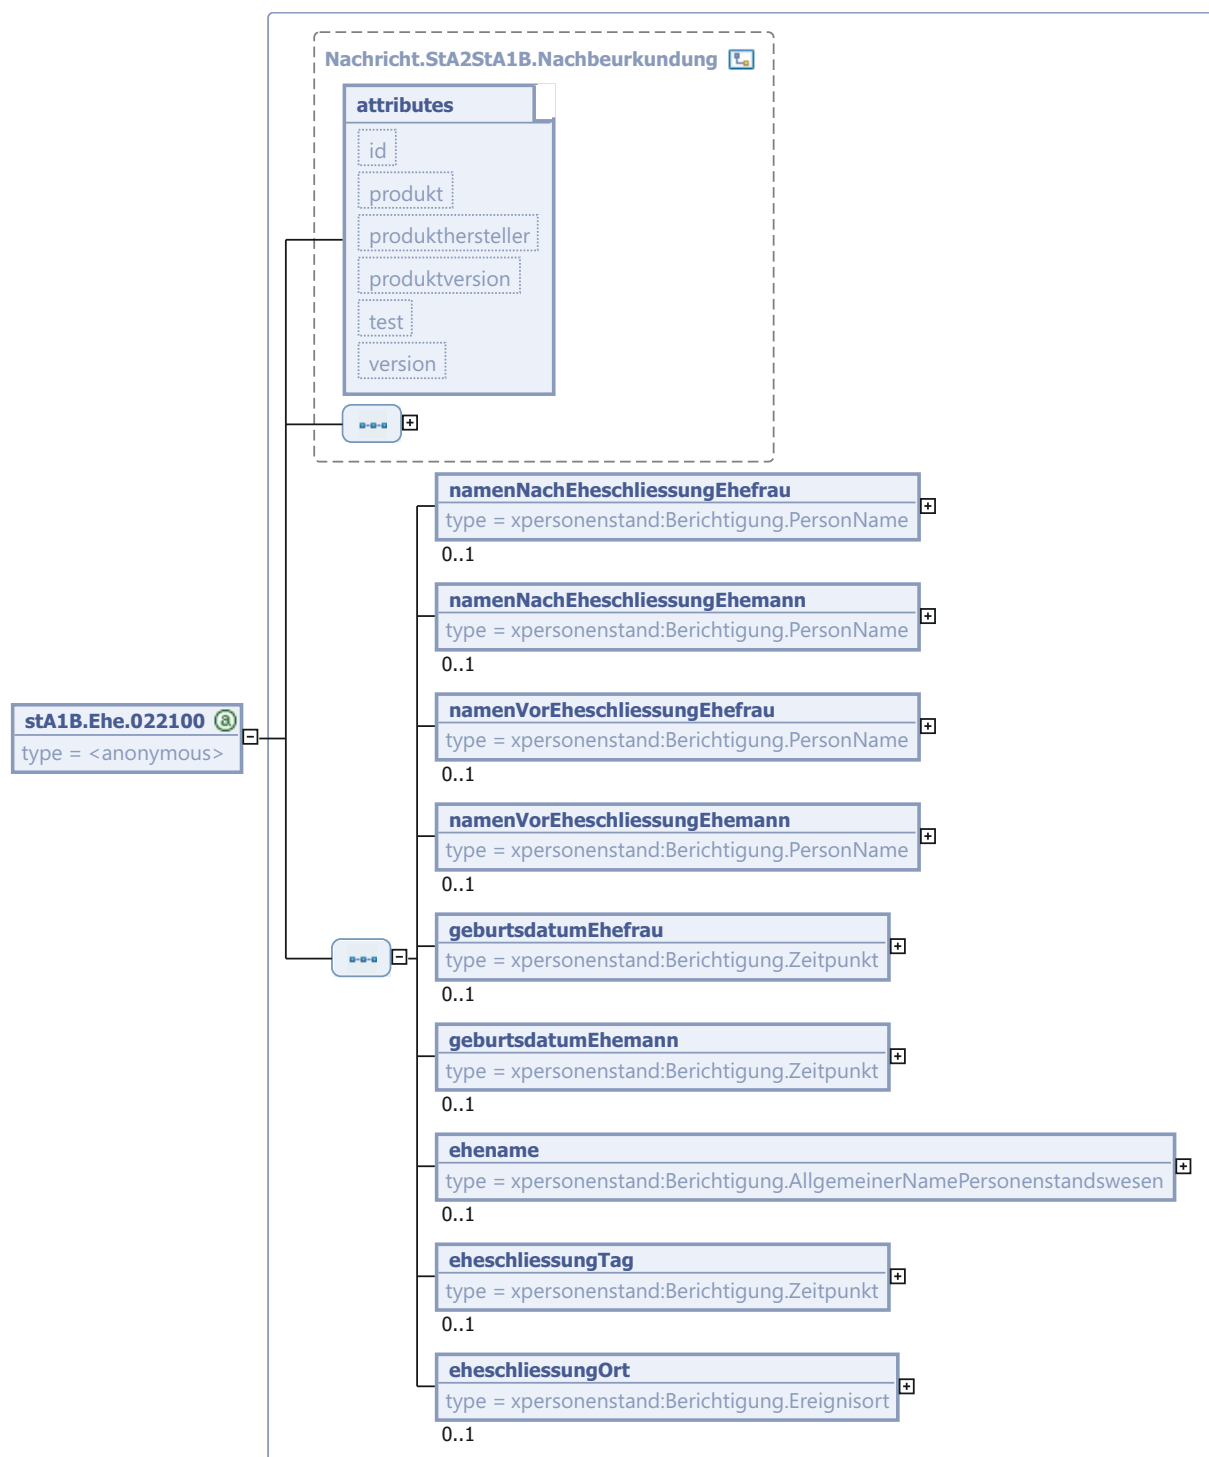 Nachricht.StA2StA1B.Nachbeurkundung
attributes
id
produkt
produkthersteller
produktversion
test
version
namenNachEheschliessungEhefrau
type = xpersonenstand:Berichtigung.PersonName
0..1
namenNachEheschliessungEhemann
type = xpersonenstand:Berichtigung.PersonName
0..1
namenVorEheschliessungEhefrau
type = xpersonenstand:Berichtigung.PersonName
0..1
stA1B.Ehe.022100 @
type = <anonymous>
namenVorEheschliessungEhemann
type = xpersonenstand:Berichtigung.PersonName
0..1
geburtsdatumEhefrau
type = xpersonenstand:Berichtigung.Zeitpunkt
0..1
geburtsdatumEhemann
type = xpersonenstand:Berichtigung.Zeitpunkt
0..1
ehename
type = xpersonenstand:Berichtigung.AllgemeinerNamePersonenstandswesen
0..1
eheschliessungTag
type = xpersonenstand:Berichtigung.Zeitpunkt
0..1
eheschliessungOrt
type = xpersonenstand:Berichtigung.Ereignisort
0..1